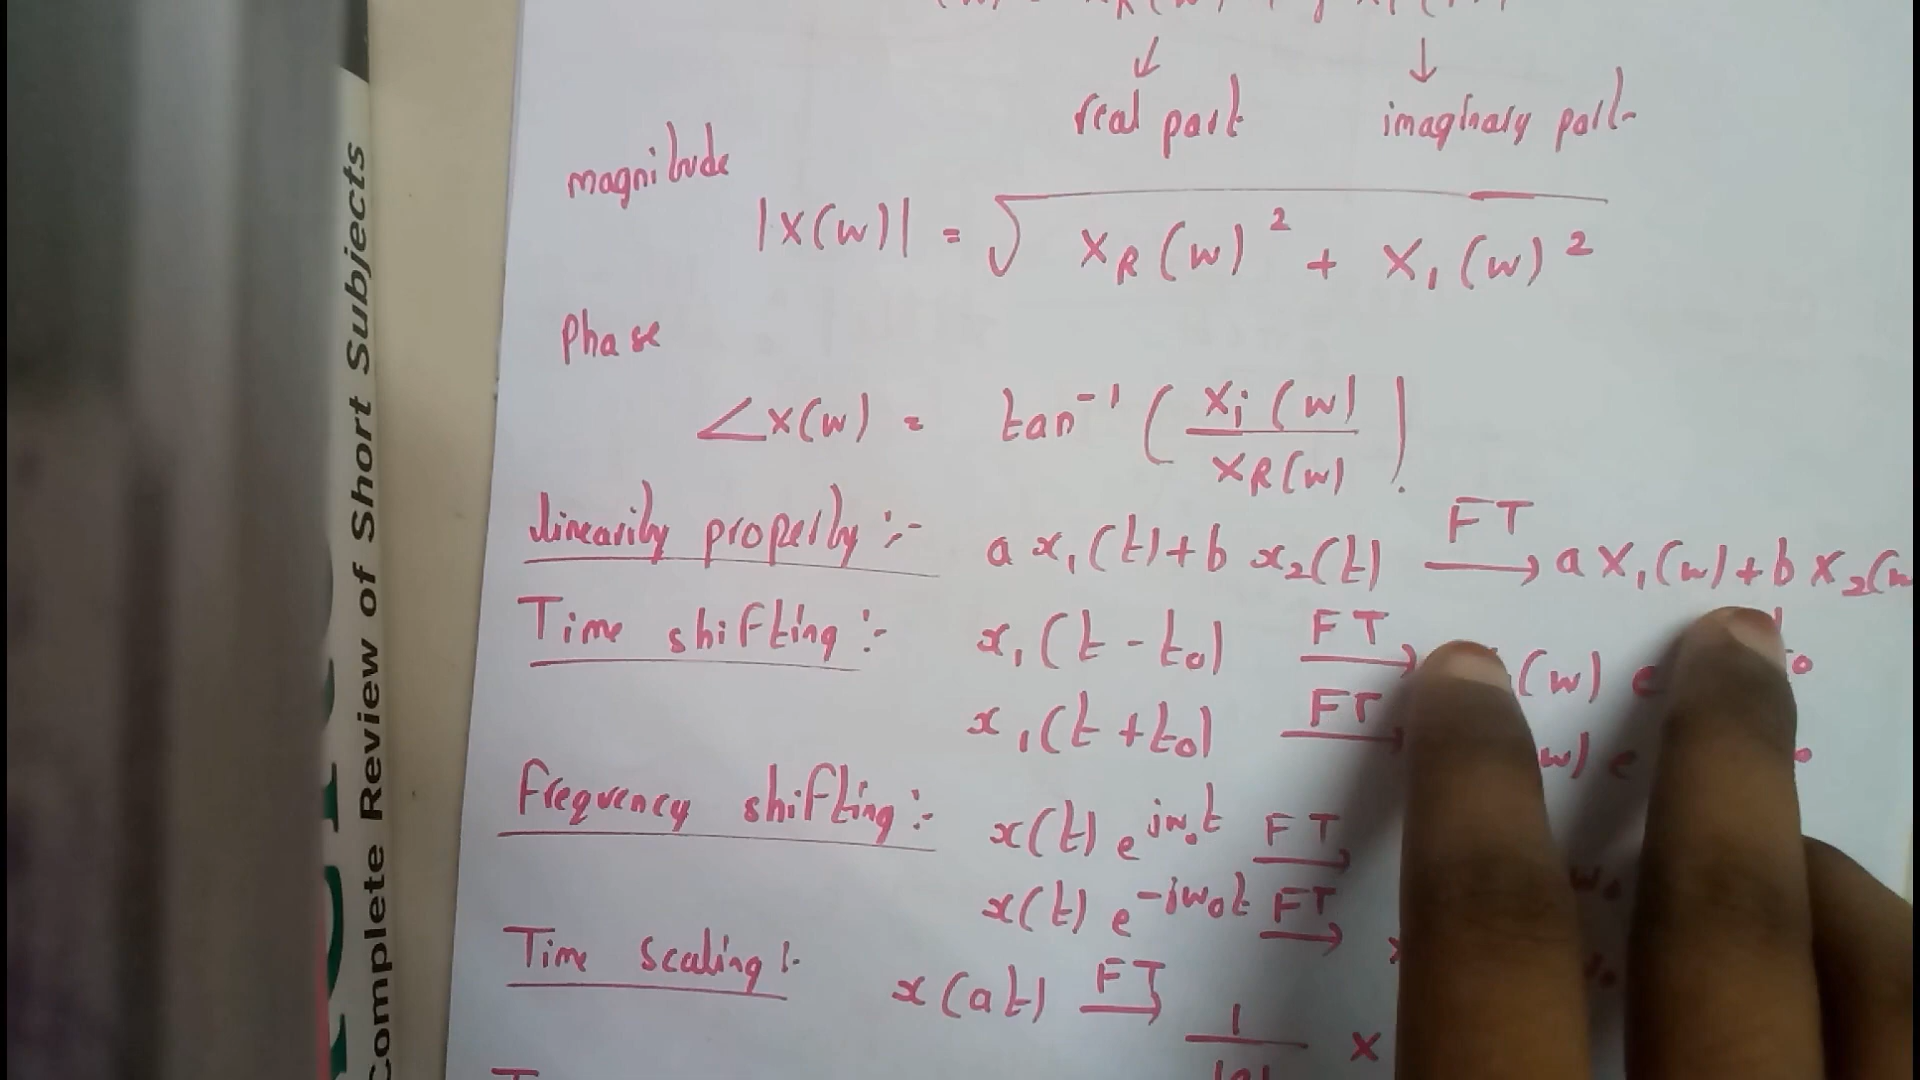 real part imaginary part
magnitude
|X(w)| = √ X_R(w)² + X_I(w)²
Phase
∠X(w) = tan⁻¹ ( X_i(w) / X_R(w) ).
linearity property :- a x₁(t) + b x₂(t) FT → a X₁(w) + b X₂(w
Time shifting :- x₁(t - t₀) FT → (w) e
x₁(t + t₀) FT → w) e
Frequency shifting :- x(t) e^jw₀t FT →
x(t) e^-jw₀t FT →
Time scaling :- x(at) FT → 1 X
Complete Review of Short Subjects